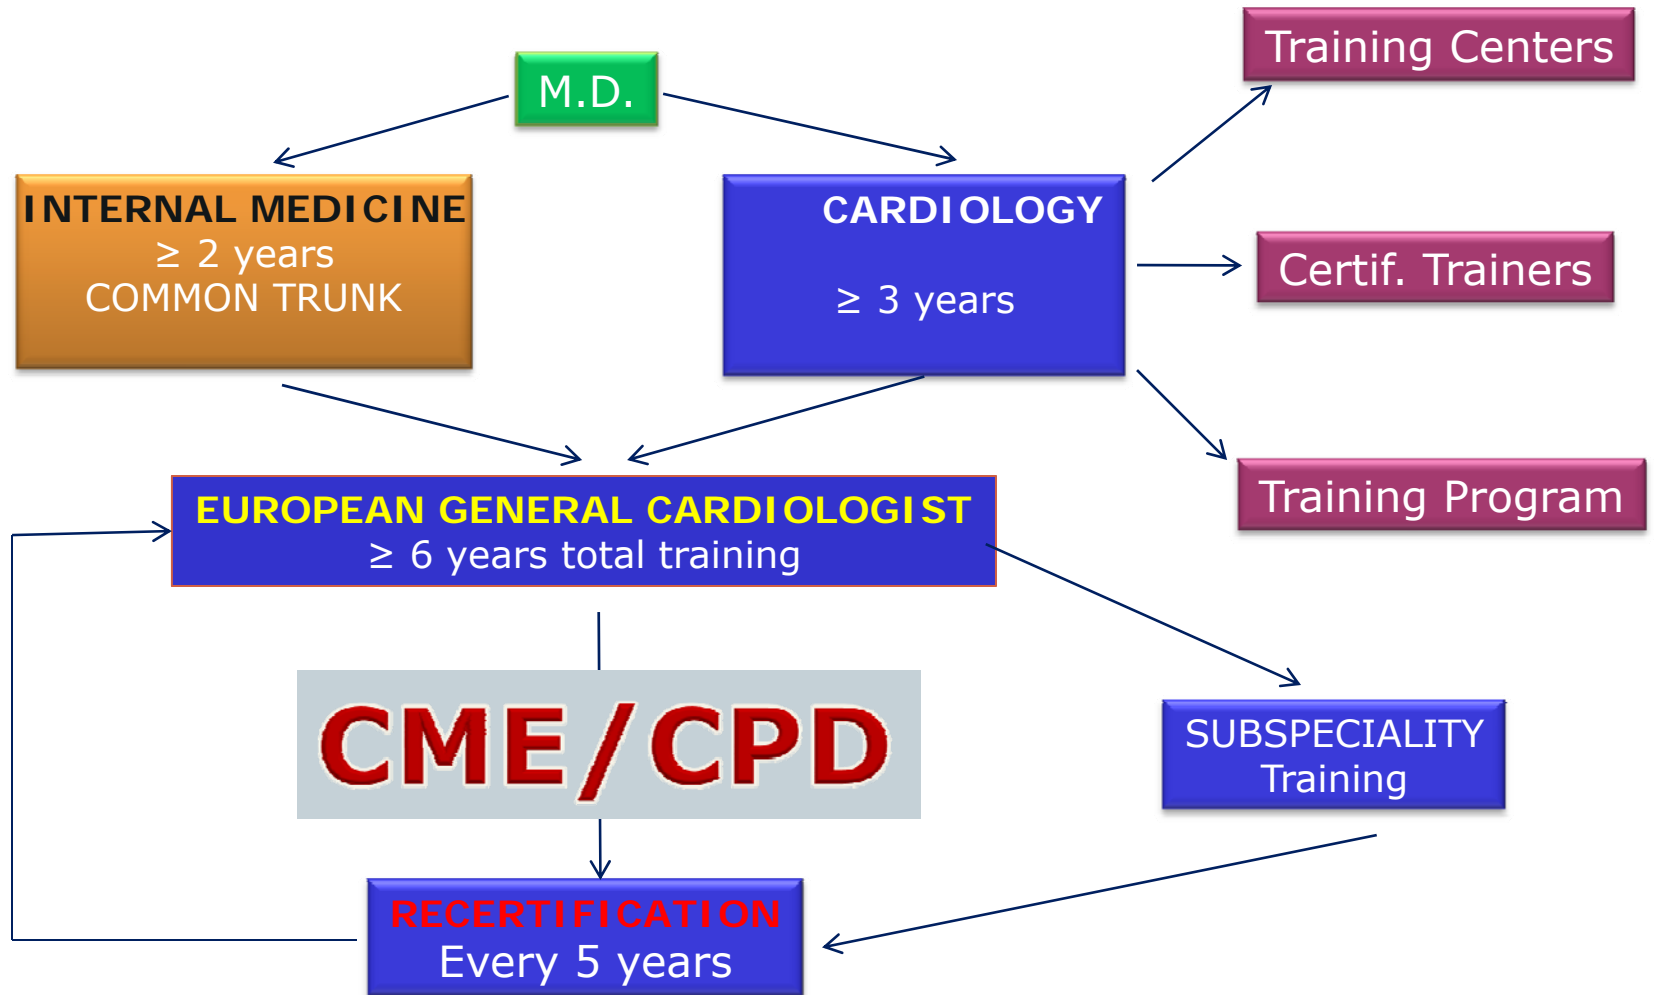 Training Centers
M.D.
INTERNAL MEDICINE
≥ 2 years
COMMON TRUNK
CARDIOLOGY
≥ 3 years
Certif. Trainers
Training Program
EUROPEAN GENERAL CARDIOLOGIST
≥ 6 years total training
CME/CPD
SUBSPECIALITY
Training
RECERTIFICATION
Every 5 years